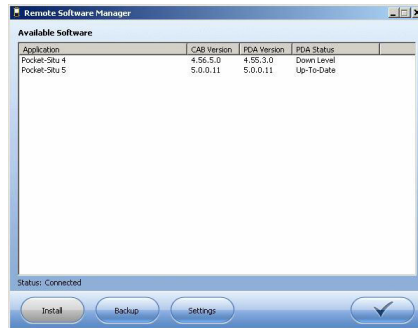 Remote Software Manager
Available Software
Application CAB Version PDA Version PDA Status
Pocket-Situ 4 4.56.5.0 4.55.3.0 Down Level
Pocket-Situ 5 5.0.0.11 5.0.0.11 Up-To-Date
Status: Connected
Install Backup Settings